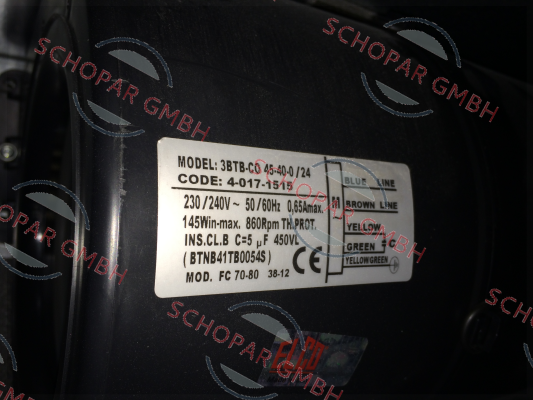 SCHOPAR GMBH
SCHOPAR GMBH
SCHOPAR GMBH
SCHOPAR GMBH
SCHOPAR GMBH
SCHOPAR GMBH
MODEL: 3BTB-CO 45-40-0/24
CODE: 4-017-1515
230/240V~ 50/60Hz 0,65Amax.
145Win-max. 860Rpm TH.PROT.
INS.CL.B C=5 µF 450VL
(BTNB41TB0054S)
MOD. FC 70-80 38-12
CE
M
BLUE LINE
BROWN LINE
YELLOW
GREEN
C
YELLOWGREEN
ELCO